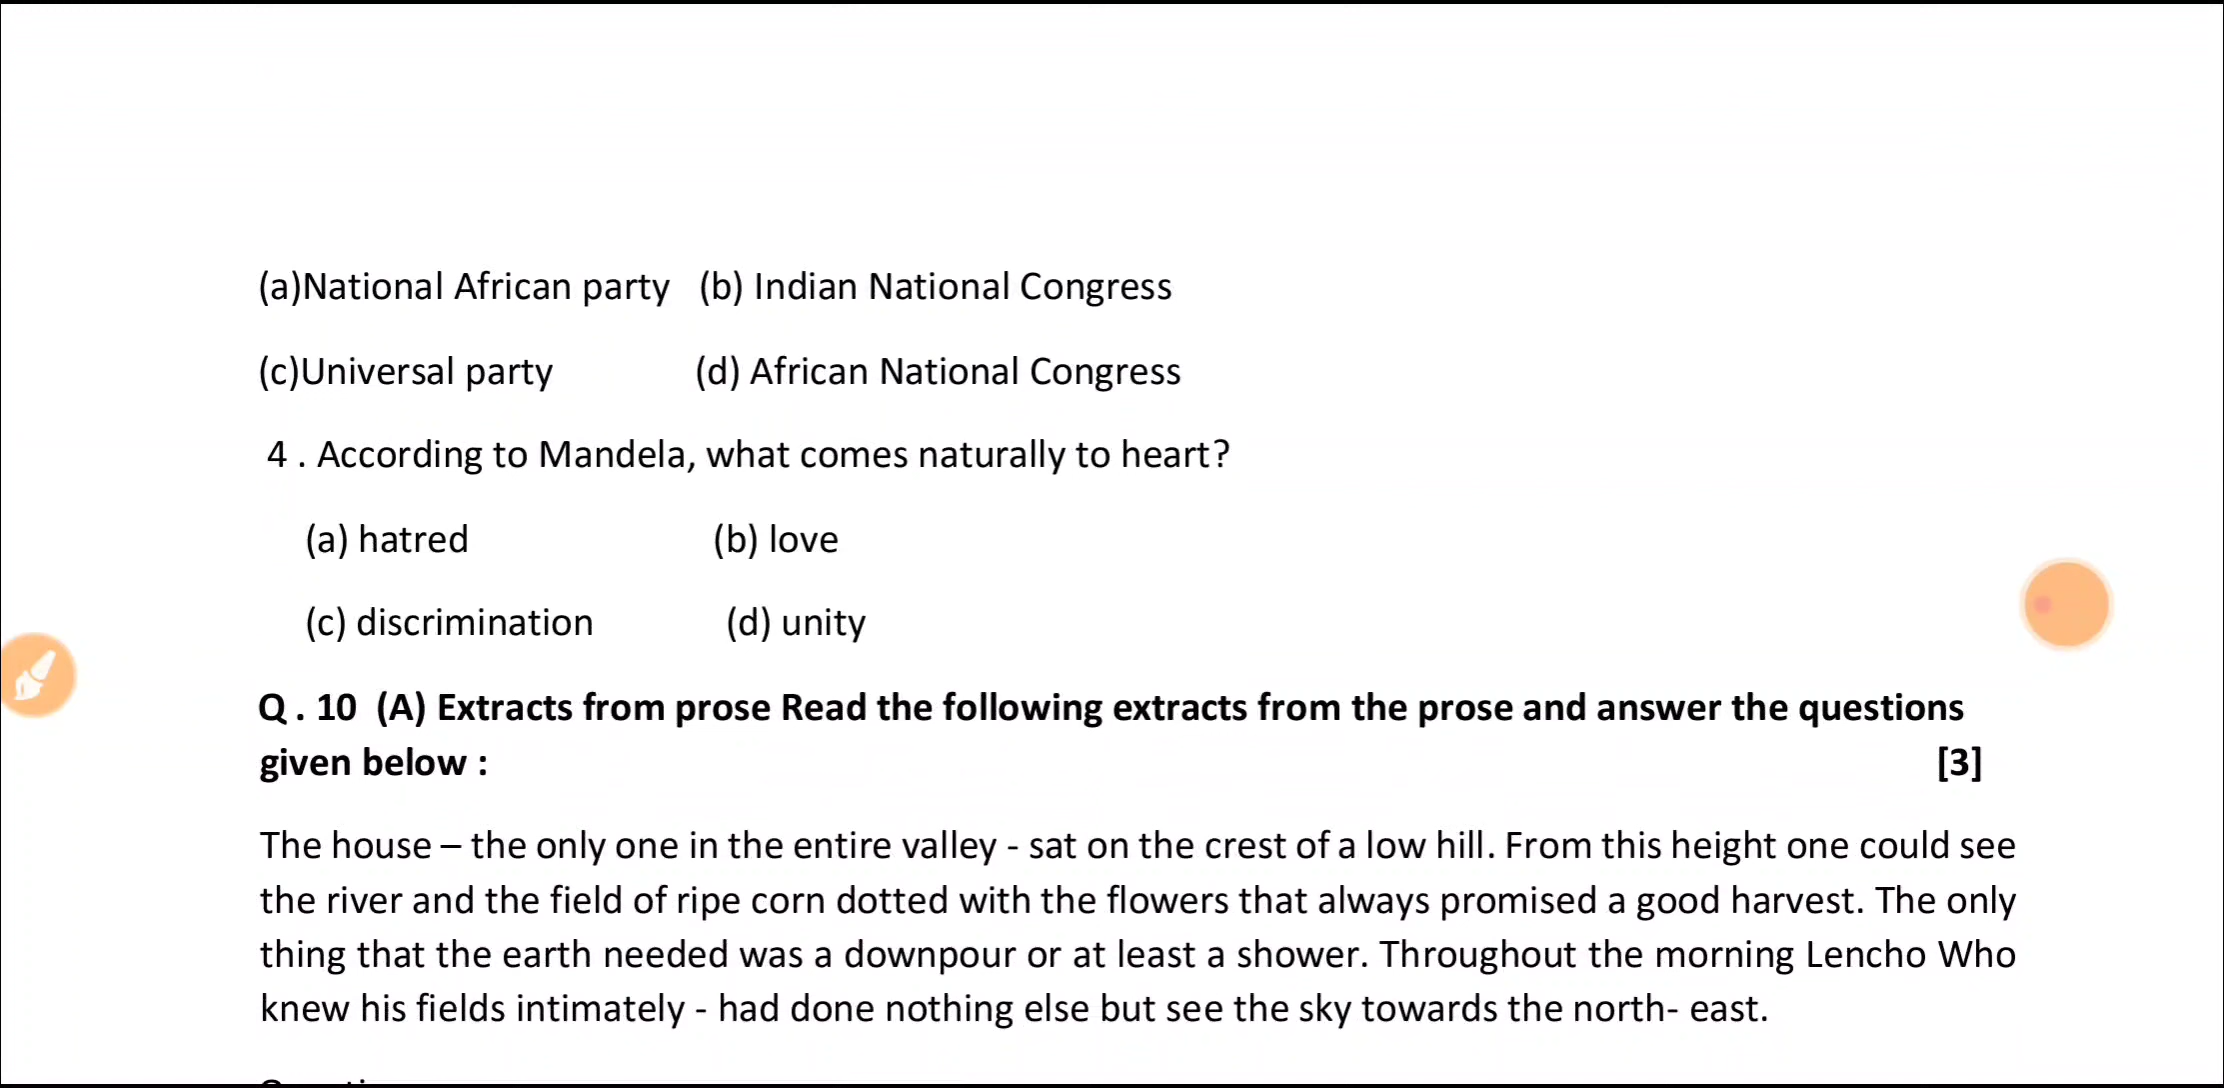 (a)National African party (b) Indian National Congress
(c)Universal party (d) African National Congress
4 . According to Mandela, what comes naturally to heart?
(a) hatred (b) love
(c) discrimination (d) unity
Q . 10 (A) Extracts from prose Read the following extracts from the prose and answer the questions
given below : [3]
The house – the only one in the entire valley - sat on the crest of a low hill. From this height one could see
the river and the field of ripe corn dotted with the flowers that always promised a good harvest. The only
thing that the earth needed was a downpour or at least a shower. Throughout the morning Lencho Who
knew his fields intimately - had done nothing else but see the sky towards the north- east.